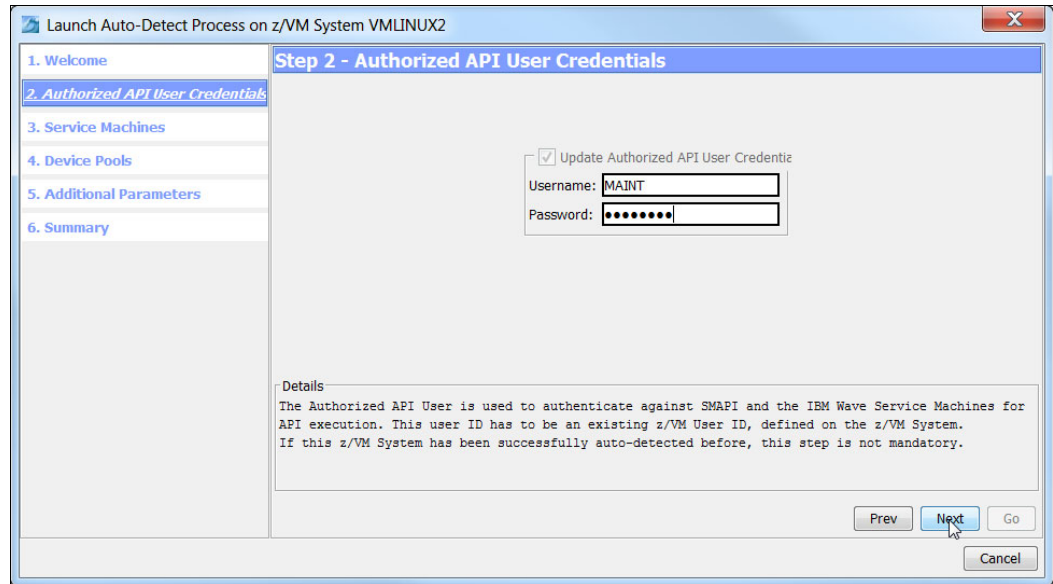 Launch Auto-Detect Process on z/VM System VMLINUX2
1. Welcome
2. Authorized API User Credentials
3. Service Machines
4. Device Pools
5. Additional Parameters
6. Summary
Step 2 - Authorized API User Credentials
Update Authorized API User Credentia
Username: MAINT
Password: ••••••••
Details
The Authorized API User is used to authenticate against SMAPI and the IBM Wave Service Machines for
API execution. This user ID has to be an existing z/VM User ID, defined on the z/VM System.
If this z/VM System has been successfully auto-detected before, this step is not mandatory.
Prev Next Go
Cancel